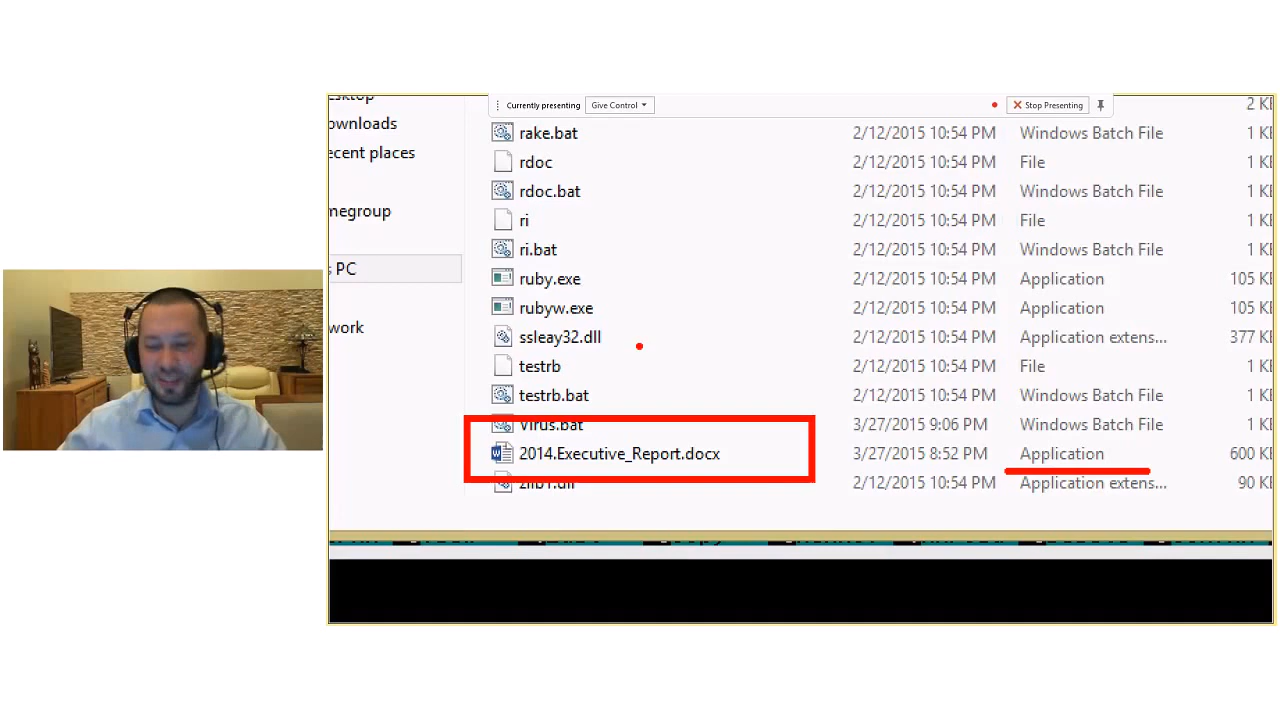 Currently presenting Give Control Stop Presenting
2 KB
rake.bat 2/12/2015 10:54 PM Windows Batch File 1 KB
rdoc 2/12/2015 10:54 PM File 1 KB
rdoc.bat 2/12/2015 10:54 PM Windows Batch File 1 KB
ri 2/12/2015 10:54 PM File 1 KB
ri.bat 2/12/2015 10:54 PM Windows Batch File 1 KB
ruby.exe 2/12/2015 10:54 PM Application 105 KB
rubyw.exe 2/12/2015 10:54 PM Application 105 KB
ssleay32.dll 2/12/2015 10:54 PM Application extens... 377 KB
testrb 2/12/2015 10:54 PM File 1 KB
testrb.bat 2/12/2015 10:54 PM Windows Batch File 1 KB
Virus.bat 3/27/2015 9:06 PM Windows Batch File 1 KB
2014.Executive_Report.docx 3/27/2015 8:52 PM Application 600 KB
zlib1.dll 2/12/2015 10:54 PM Application extens... 90 KB
esktop
ownloads
ecent places
megroup
s PC
work